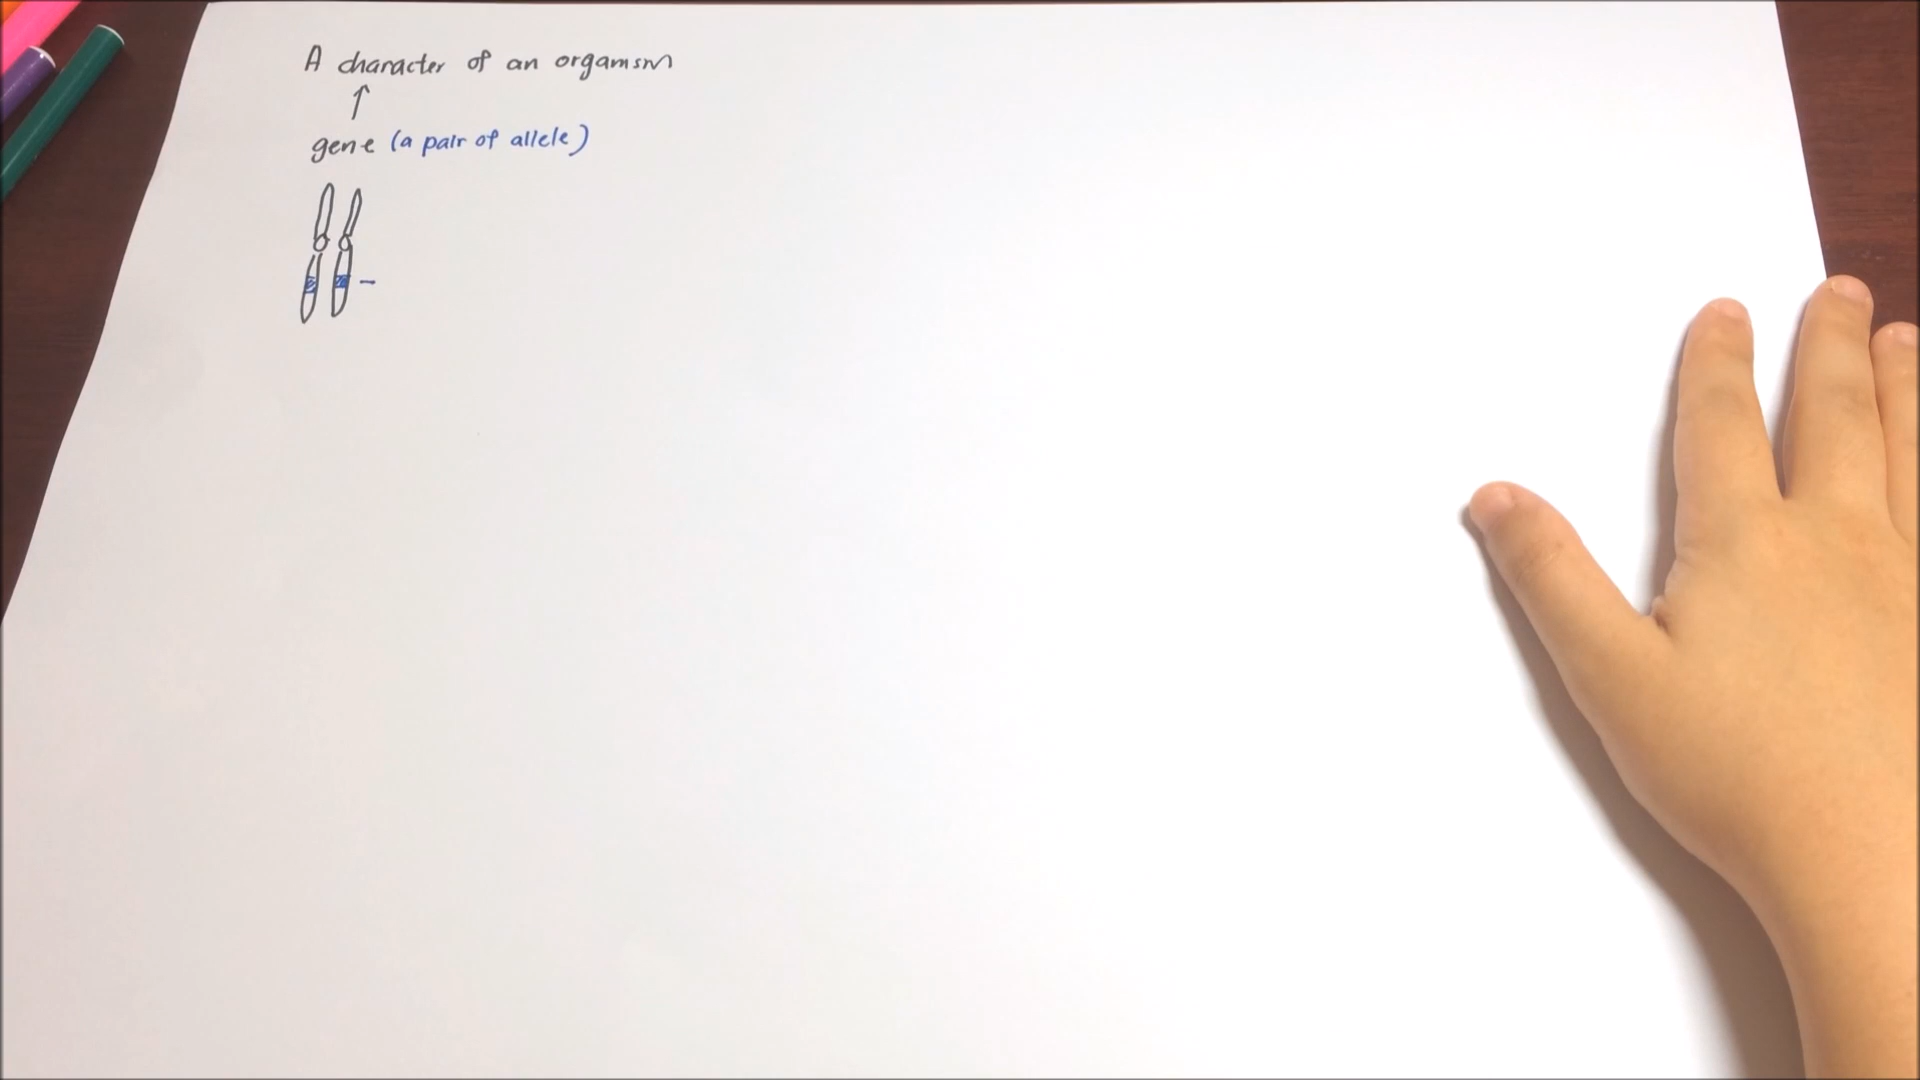 A character of an organism
gene (a pair of allele)